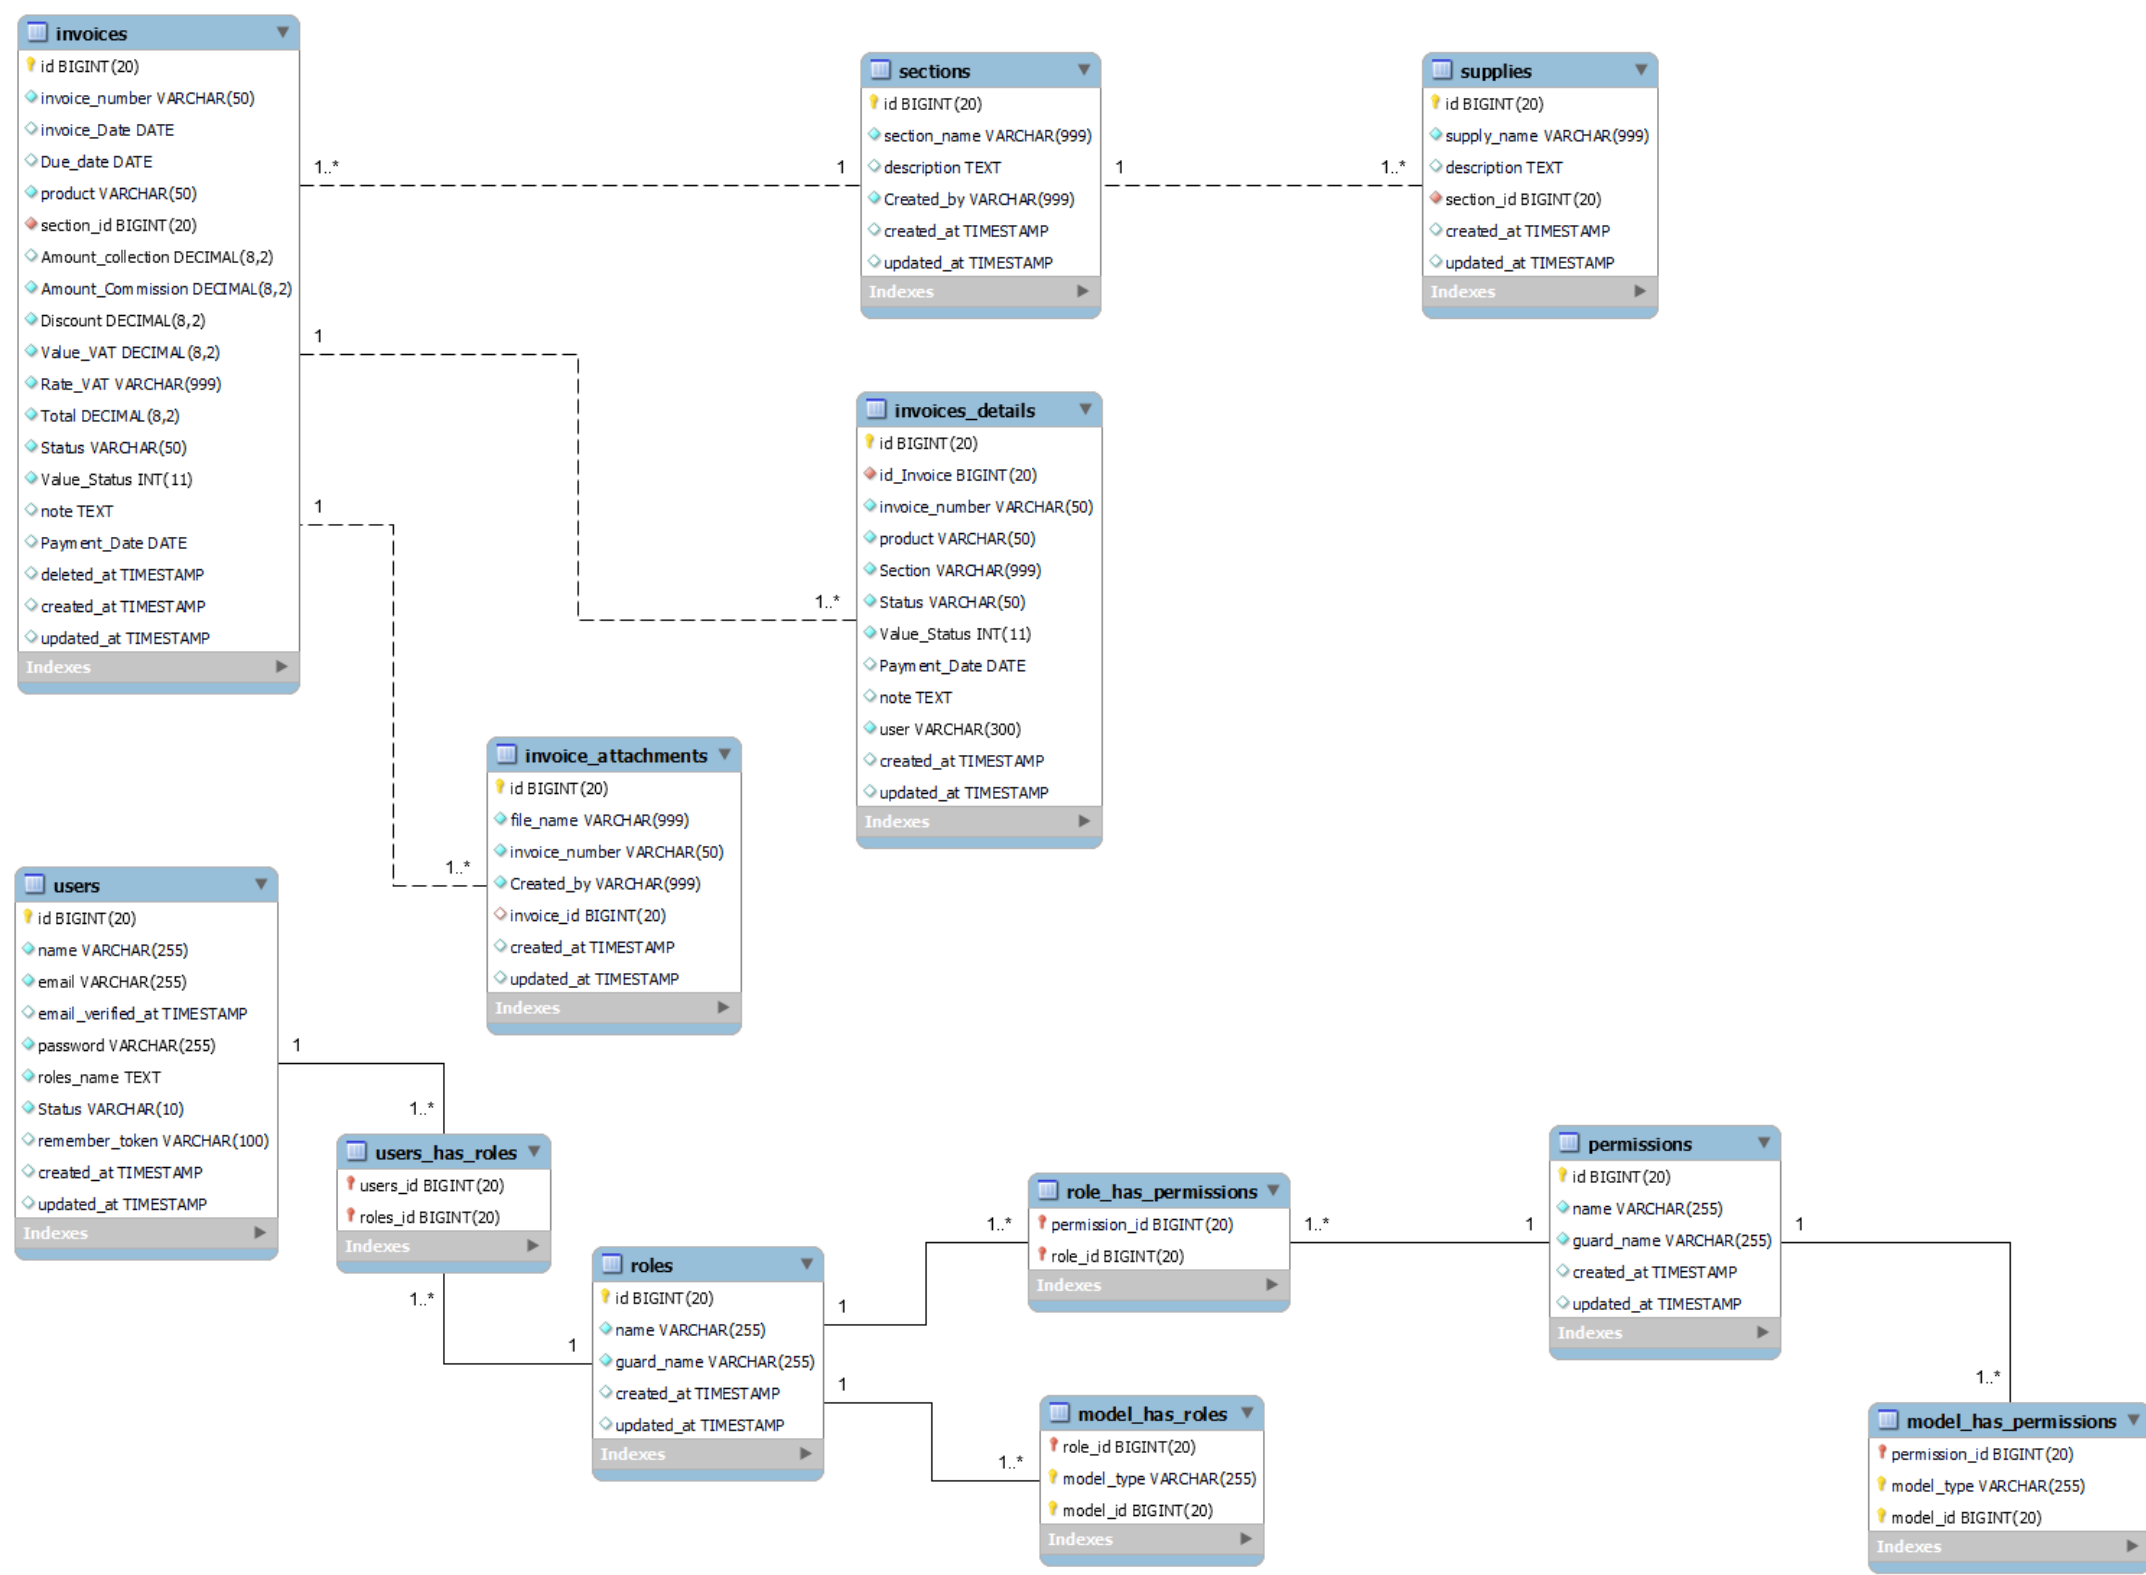 invoices
id BIGINT(20)
invoice_number VARCHAR(50)
invoice_Date DATE
Due_date DATE
product VARCHAR(50)
section_id BIGINT(20)
Amount_collection DECIMAL(8,2)
Amount_Commission DECIMAL(8,2)
Discount DECIMAL(8,2)
Value_VAT DECIMAL(8,2)
Rate_VAT VARCHAR(999)
Total DECIMAL(8,2)
Status VARCHAR(50)
Value_Status INT(11)
note TEXT
Payment_Date DATE
deleted_at TIMESTAMP
created_at TIMESTAMP
updated_at TIMESTAMP
Indexes
1..*
1
1
1
sections
id BIGINT(20)
section_name VARCHAR(999)
description TEXT
Created_by VARCHAR(999)
created_at TIMESTAMP
updated_at TIMESTAMP
Indexes
1
1..*
supplies
id BIGINT(20)
supply_name VARCHAR(999)
description TEXT
section_id BIGINT(20)
created_at TIMESTAMP
updated_at TIMESTAMP
Indexes
1..*
invoices_details
id BIGINT(20)
id_Invoice BIGINT(20)
invoice_number VARCHAR(50)
product VARCHAR(50)
Section VARCHAR(999)
Status VARCHAR(50)
Value_Status INT(11)
Payment_Date DATE
note TEXT
user VARCHAR(300)
created_at TIMESTAMP
updated_at TIMESTAMP
Indexes
1..*
invoice_attachments
id BIGINT(20)
file_name VARCHAR(999)
invoice_number VARCHAR(50)
Created_by VARCHAR(999)
invoice_id BIGINT(20)
created_at TIMESTAMP
updated_at TIMESTAMP
Indexes
users
id BIGINT(20)
name VARCHAR(255)
email VARCHAR(255)
email_verified_at TIMESTAMP
password VARCHAR(255)
roles_name TEXT
Status VARCHAR(10)
remember_token VARCHAR(100)
created_at TIMESTAMP
updated_at TIMESTAMP
Indexes
1
1..*
users_has_roles
users_id BIGINT(20)
roles_id BIGINT(20)
Indexes
1..*
1
roles
id BIGINT(20)
name VARCHAR(255)
guard_name VARCHAR(255)
created_at TIMESTAMP
updated_at TIMESTAMP
Indexes
1
1..*
1
1..*
role_has_permissions
permission_id BIGINT(20)
role_id BIGINT(20)
Indexes
1..*
1
model_has_roles
role_id BIGINT(20)
model_type VARCHAR(255)
model_id BIGINT(20)
Indexes
permissions
id BIGINT(20)
name VARCHAR(255)
guard_name VARCHAR(255)
created_at TIMESTAMP
updated_at TIMESTAMP
Indexes
1
1..*
model_has_permissions
permission_id BIGINT(20)
model_type VARCHAR(255)
model_id BIGINT(20)
Indexes